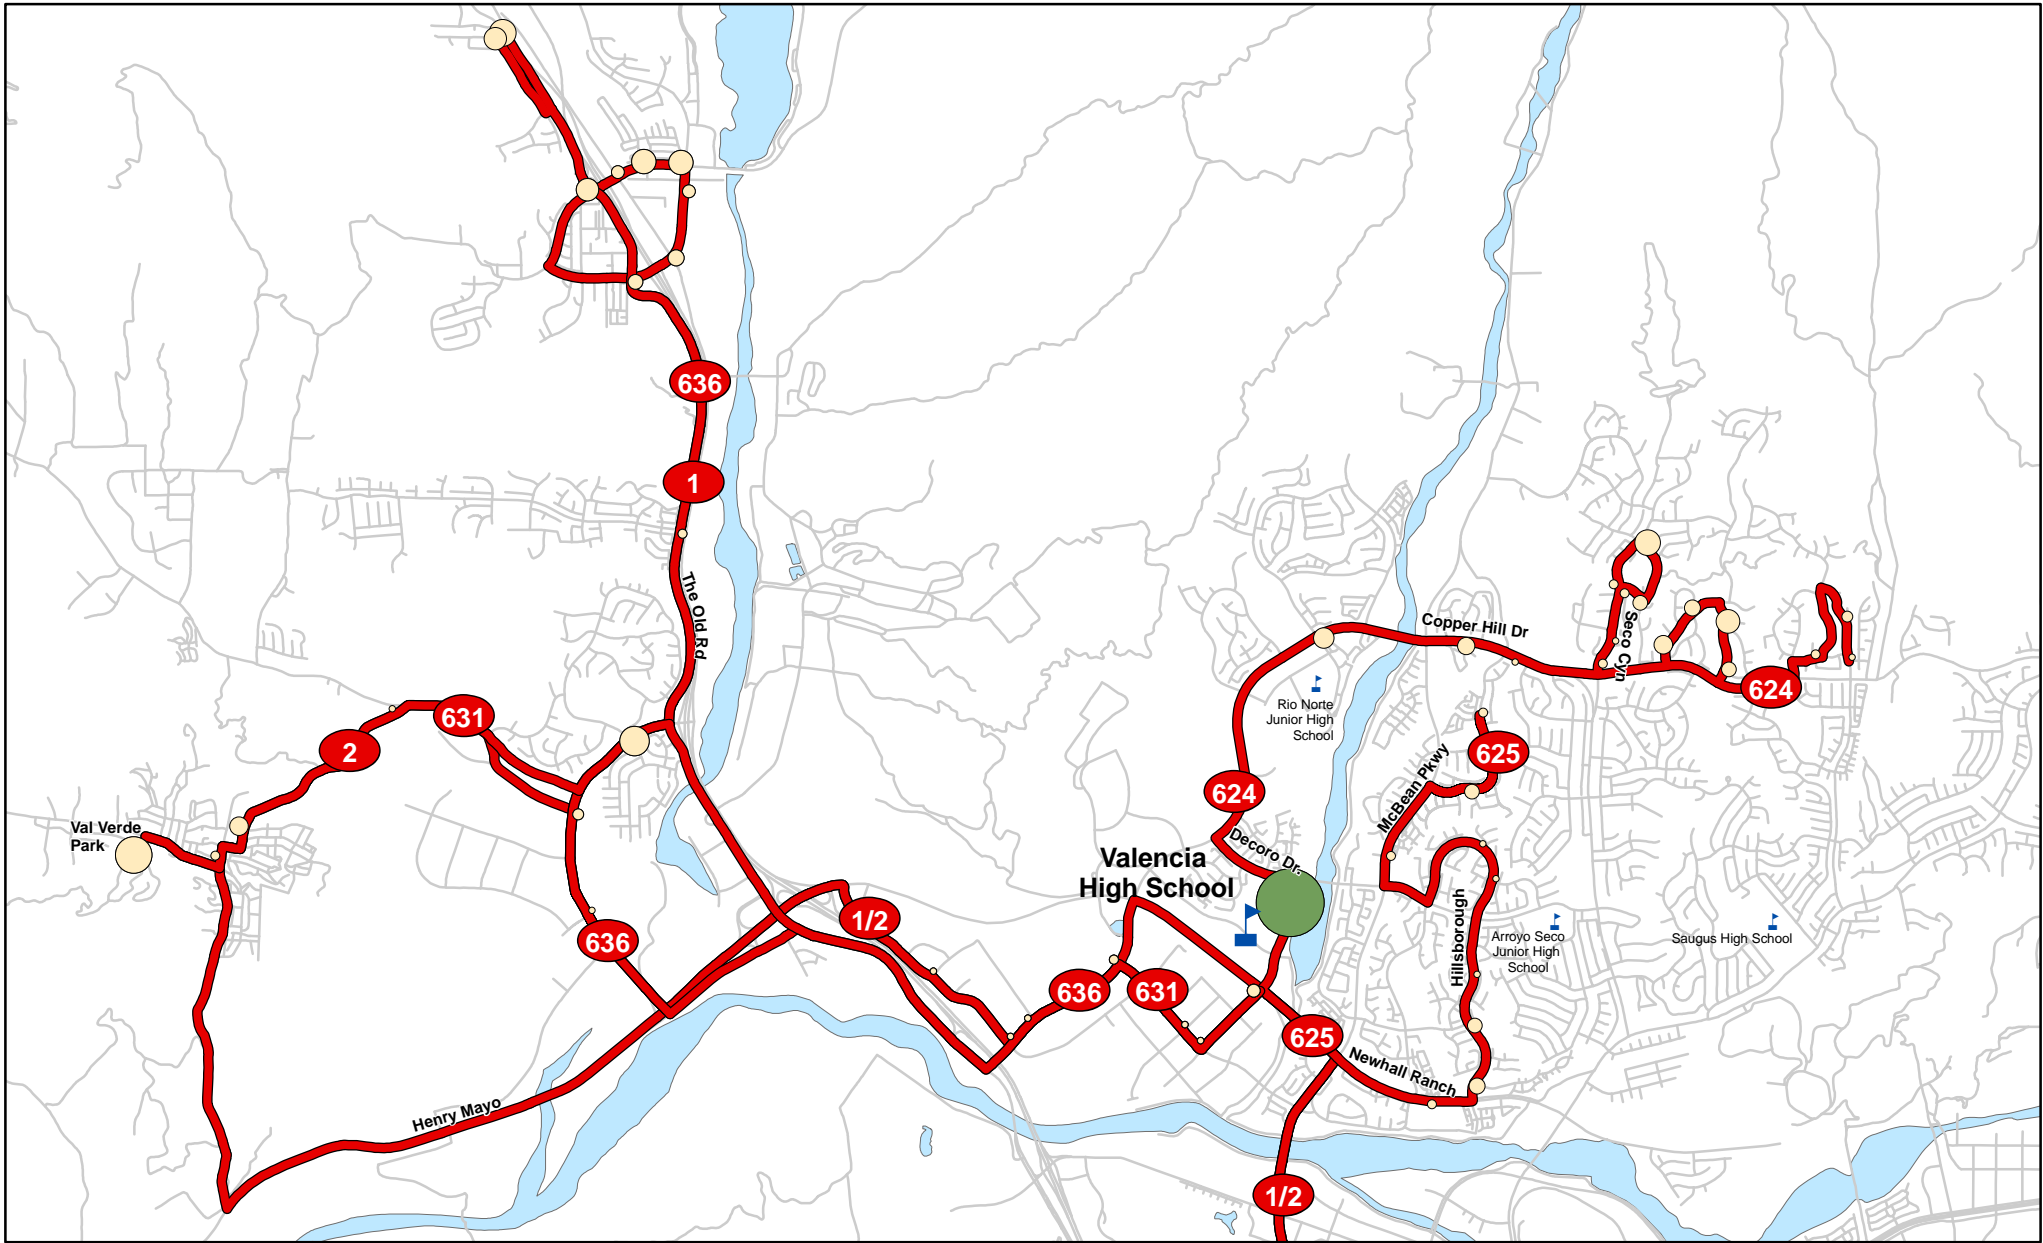 636
1
The Old Rd
Copper Hill Dr
Seco Cyn
624
Rio Norte
Junior High
School
631
2
625
McBean Pkwy
624
Val Verde
Park
Decoro Dr.
Valencia
High School
1/2
636
Hillsborough
Arroyo Seco
Junior High
School
Saugus High School
636
631
625
Newhall Ranch
Henry Mayo
1/2